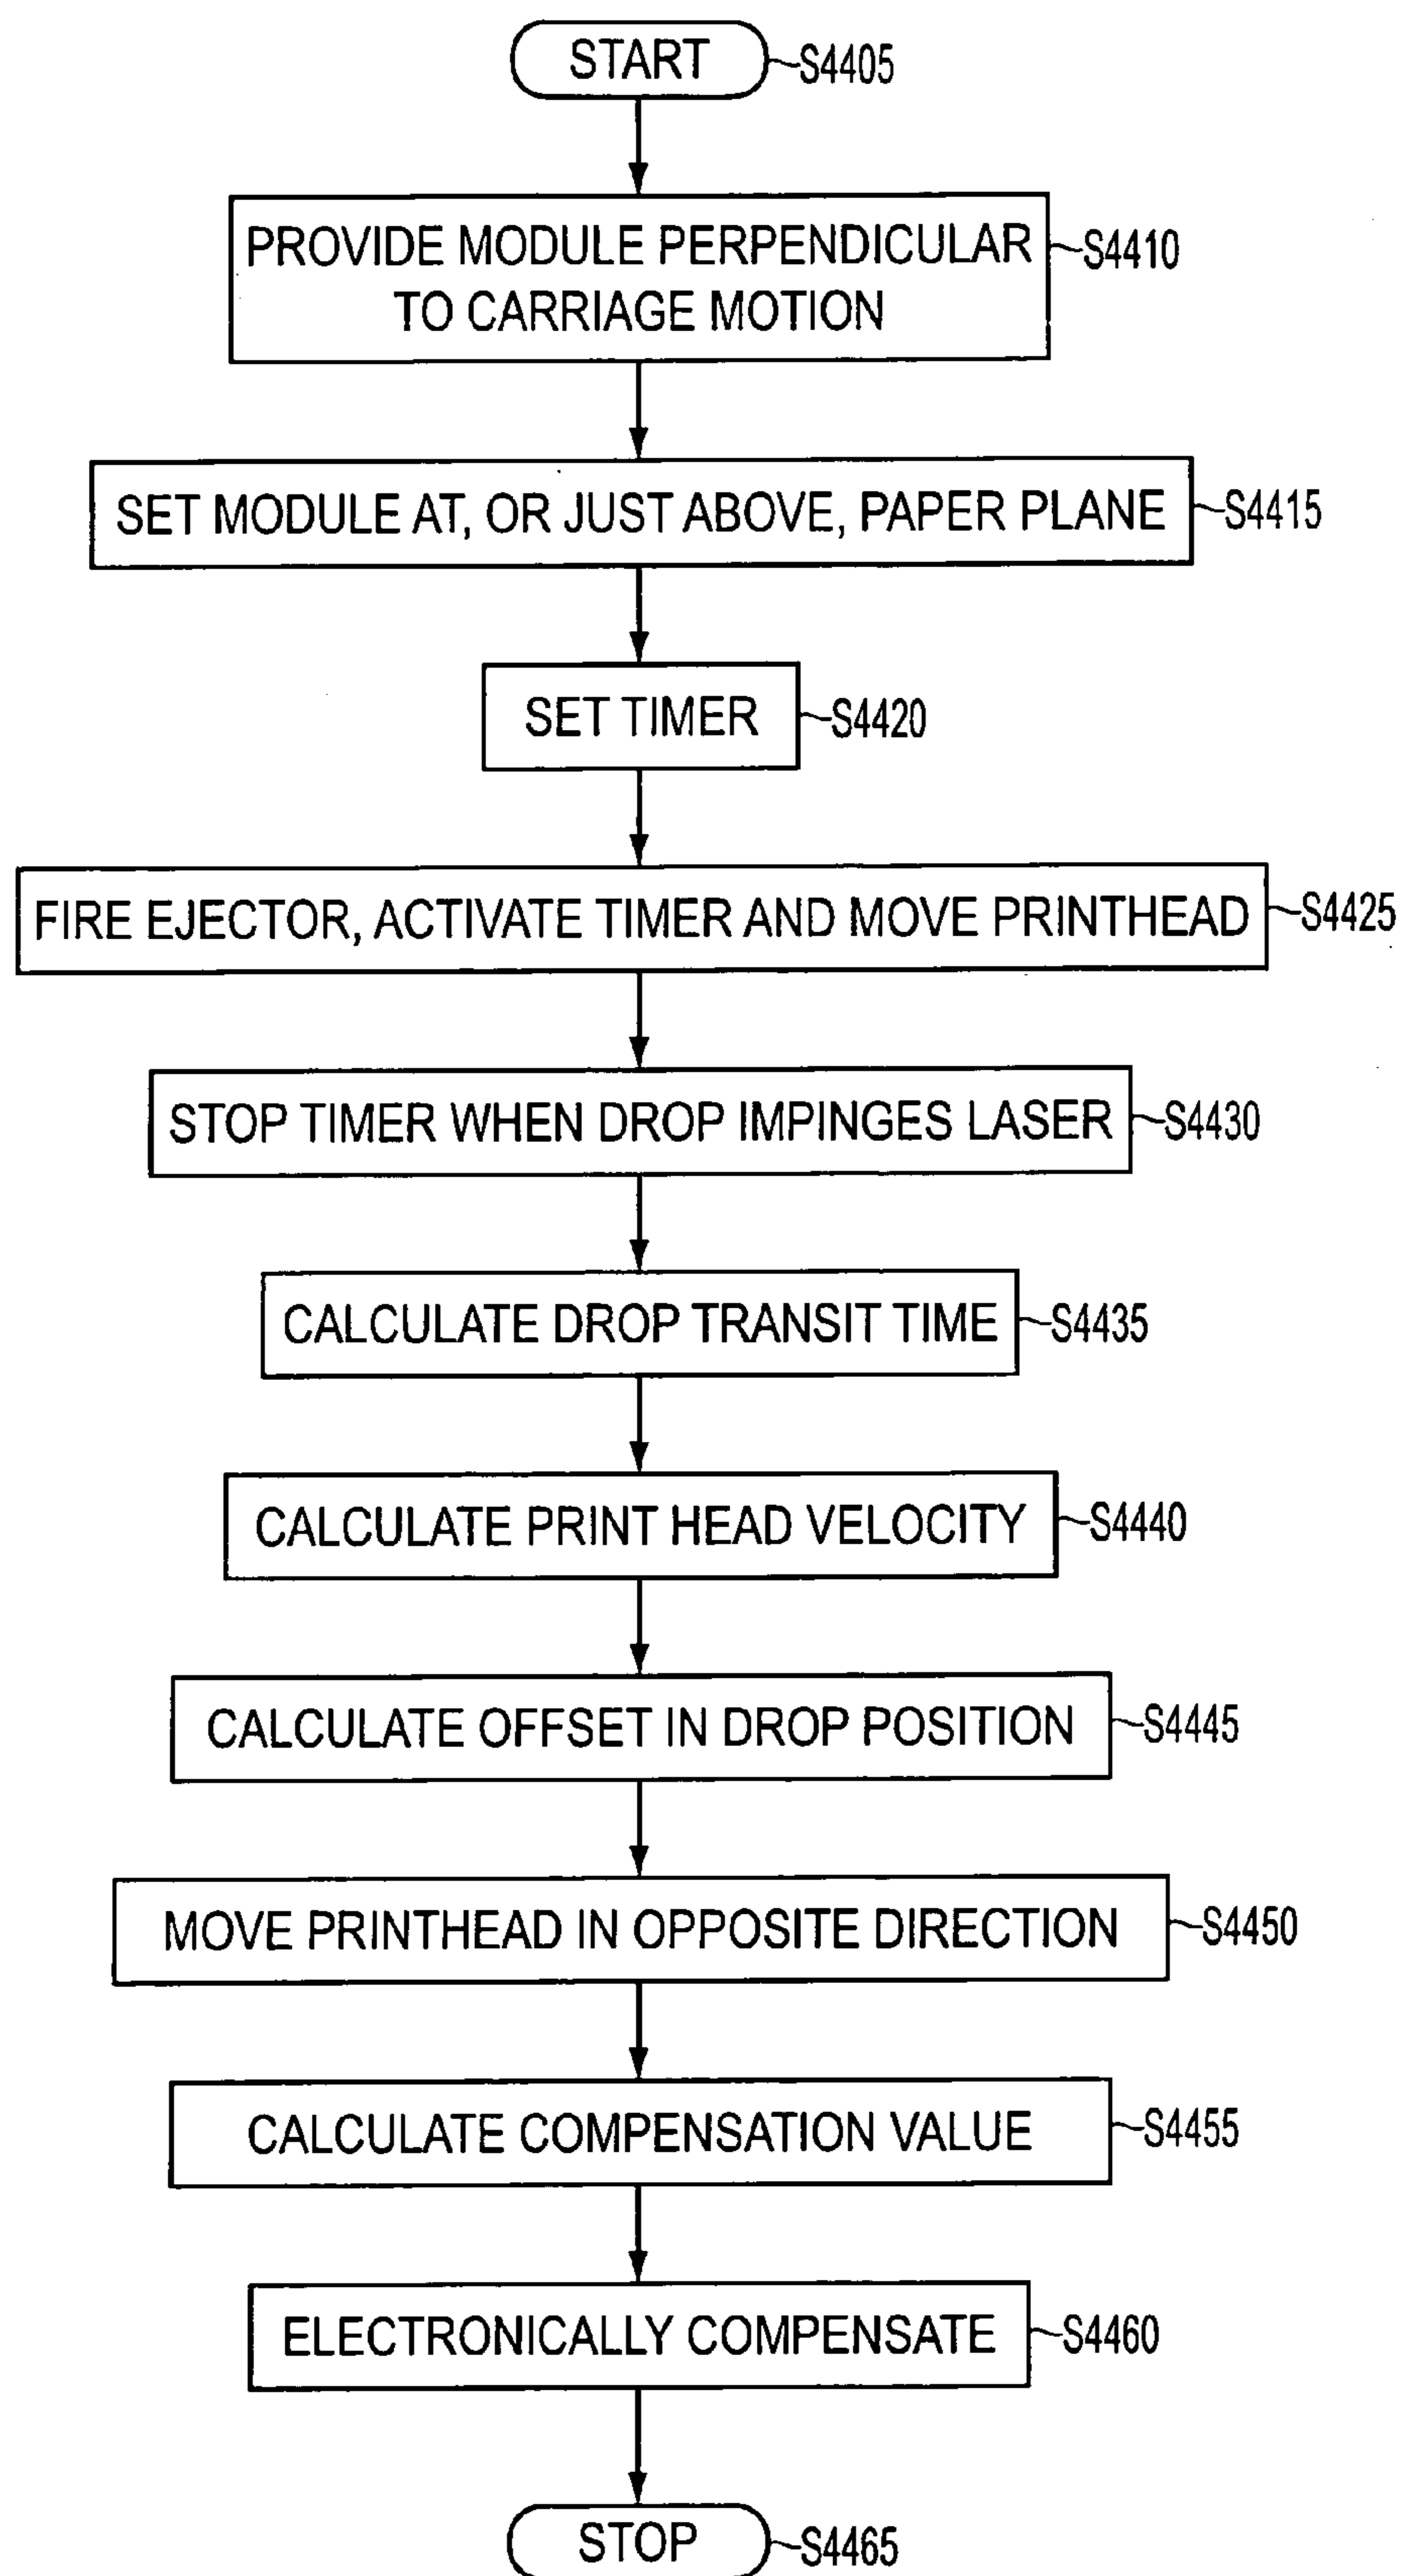 START S4405
PROVIDE MODULE PERPENDICULAR
TO CARRIAGE MOTION S4410
SET MODULE AT, OR JUST ABOVE, PAPER PLANE S4415
SET TIMER S4420
FIRE EJECTOR, ACTIVATE TIMER AND MOVE PRINTHEAD S4425
STOP TIMER WHEN DROP IMPINGES LASER S4430
CALCULATE DROP TRANSIT TIME S4435
CALCULATE PRINT HEAD VELOCITY S4440
CALCULATE OFFSET IN DROP POSITION S4445
MOVE PRINTHEAD IN OPPOSITE DIRECTION S4450
CALCULATE COMPENSATION VALUE S4455
ELECTRONICALLY COMPENSATE S4460
STOP S4465